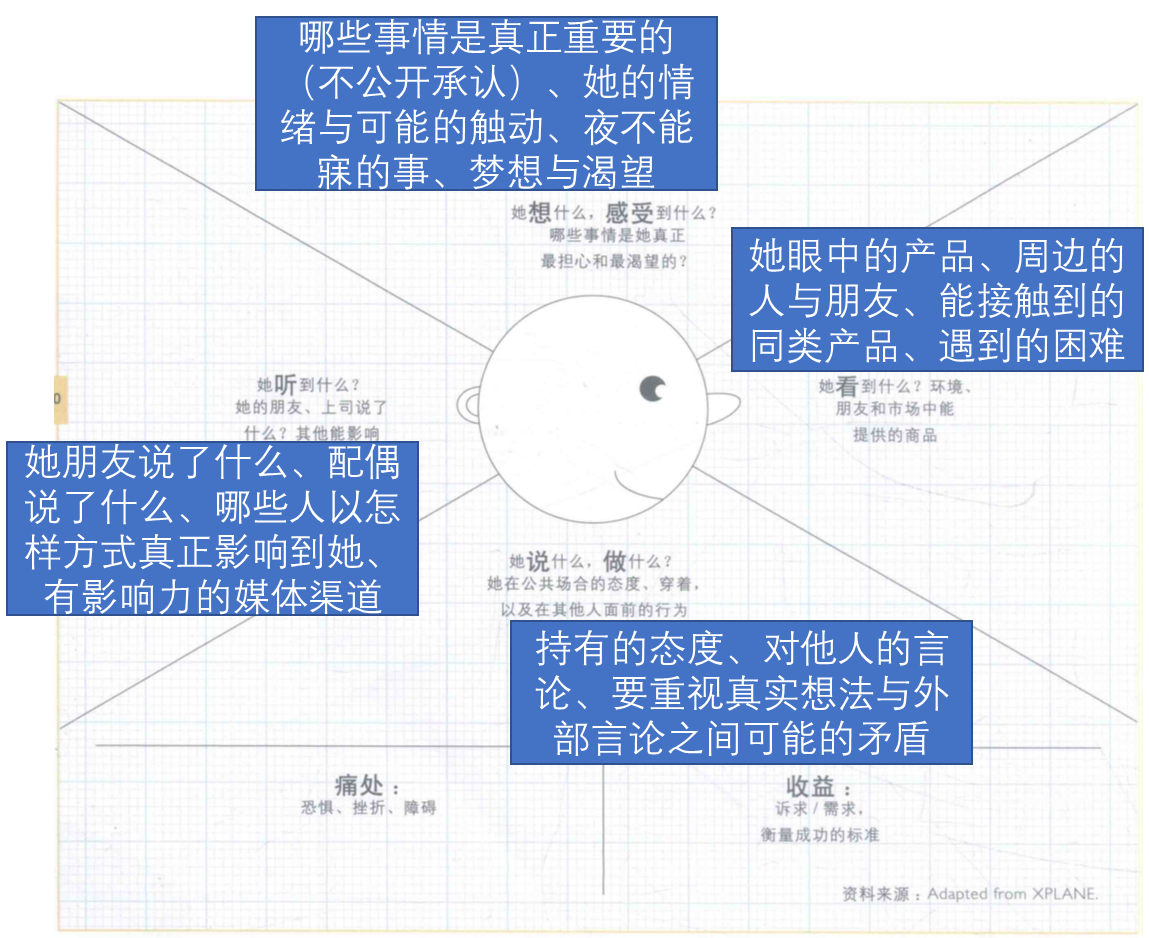 哪些事情是真正重要的
（不公开承认）、她的情
绪与可能的触动、夜不能
寐的事、梦想与渴望
她想什么，感受到什么？
哪些事情是她真正
最担心和最渴望的？
她眼中的产品、周边的
人与朋友、能接触到的
同类产品、遇到的困难
她看到什么？环境、
朋友和市场中能
提供的商品
她听到什么？
她的朋友、上司说了
什么？其他能影响
她朋友说了什么、配偶
说了什么、哪些人以怎
样方式真正影响到她、
有影响力的媒体渠道
她说什么，做什么？
她在公共场合的态度、穿着，
以及在其他人面前的行为
持有的态度、对他人的言
论、要重视真实想法与外
部言论之间可能的矛盾
痛处：
恐惧、挫折、障碍
收益：
诉求 / 需求，
衡量成功的标准
资料来源：Adapted from XPLANE.